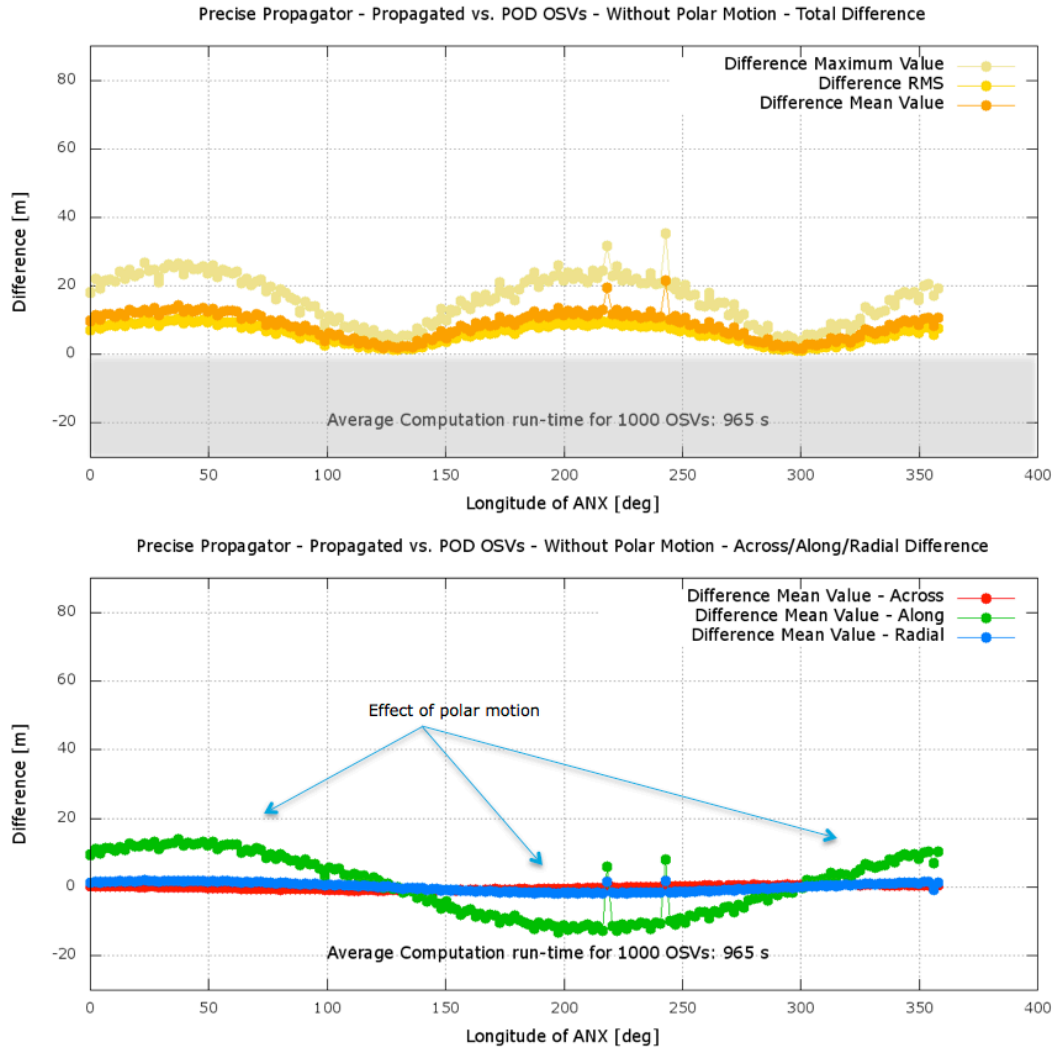 Precise Propagator - Propagated vs. POD OSVs - Without Polar Motion - Total Difference
Difference Maximum Value
Difference RMS
Difference Mean Value
80
60
40
20
0
-20
Difference [m]
Average Computation run-time for 1000 OSVs: 965 s
0 50 100 150 200 250 300 350 400
Longitude of ANX [deg]
Precise Propagator - Propagated vs. POD OSVs - Without Polar Motion - Across/Along/Radial Difference
Difference Mean Value - Across
Difference Mean Value - Along
Difference Mean Value - Radial
80
60
40
20
0
-20
Difference [m]
Effect of polar motion
Average Computation run-time for 1000 OSVs: 965 s
0 50 100 150 200 250 300 350 400
Longitude of ANX [deg]